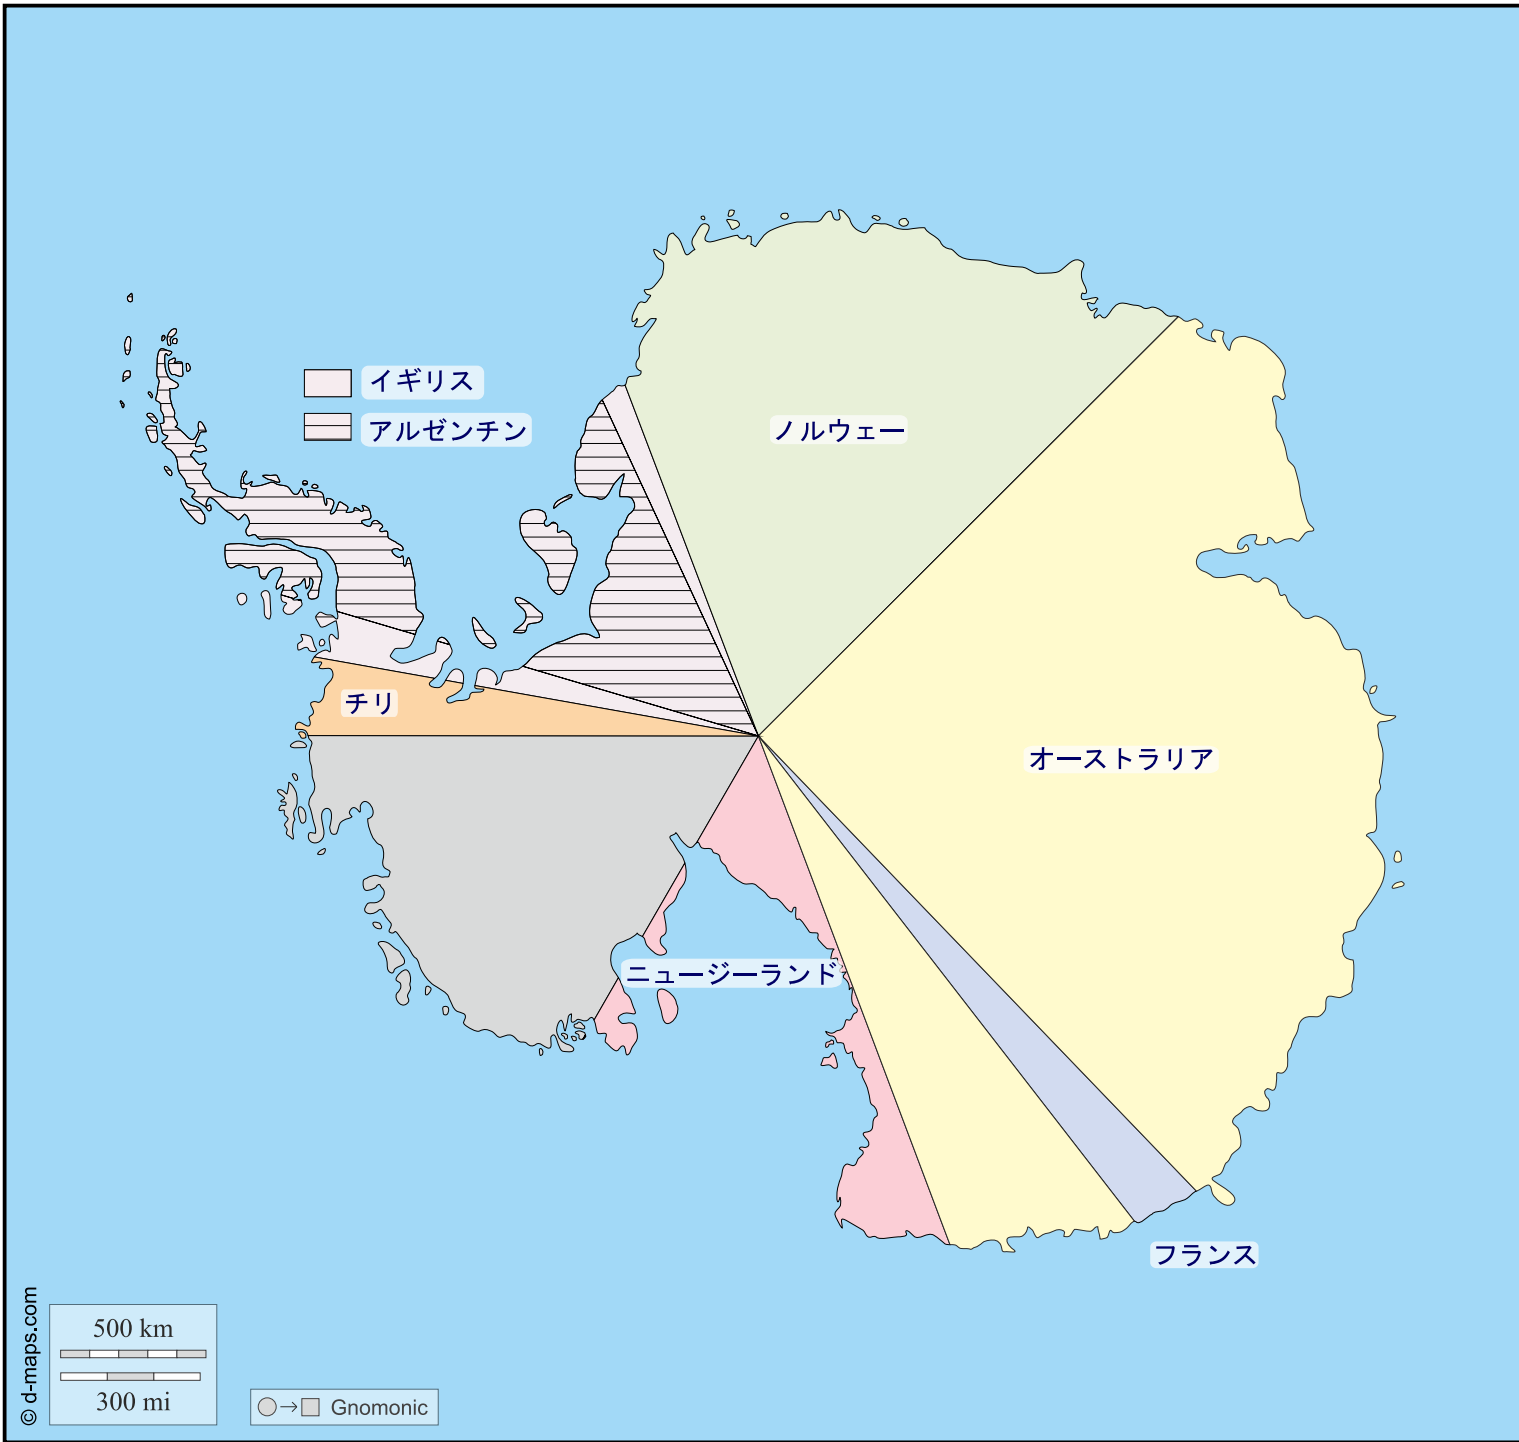 イギリス
アルゼンチン
ノルウェー
チリ
オーストラリア
ニュージーランド
フランス
© d-maps.com
500 km
300 mi
Gnomonic